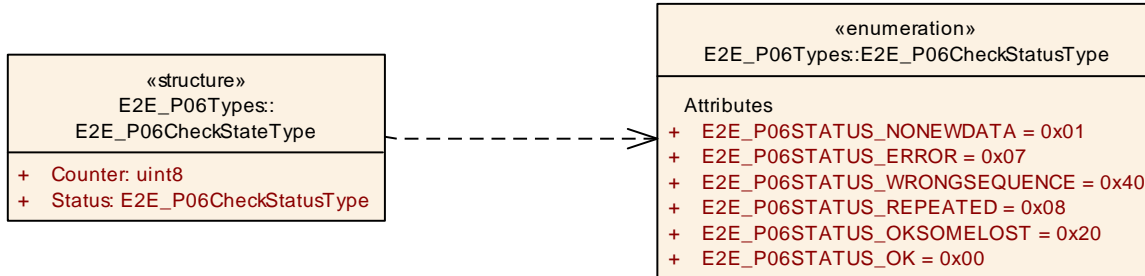 «structure»
E2E_P06Types::
E2E_P06CheckStateType
+ Counter: uint8
+ Status: E2E_P06CheckStatusType
«enumeration»
E2E_P06Types::E2E_P06CheckStatusType
Attributes
+ E2E_P06STATUS_NONEWDATA = 0x01
+ E2E_P06STATUS_ERROR = 0x07
+ E2E_P06STATUS_WRONGSEQUENCE = 0x40
+ E2E_P06STATUS_REPEATED = 0x08
+ E2E_P06STATUS_OKSOMELOST = 0x20
+ E2E_P06STATUS_OK = 0x00